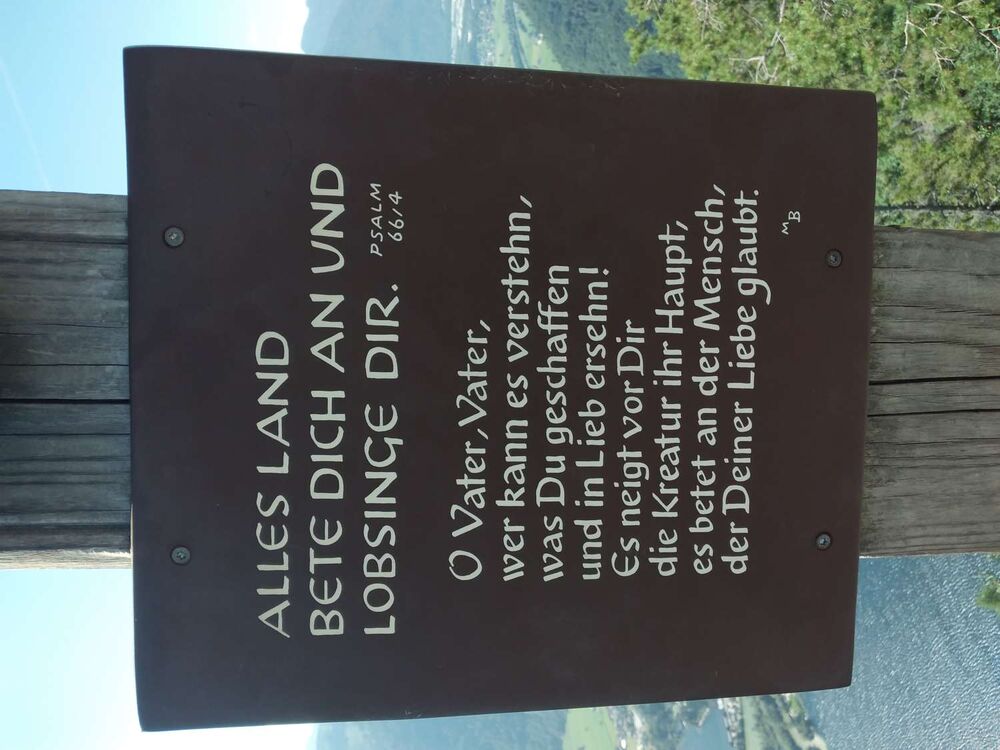 ALLES LAND
BETE DICH AN UND
LOBSINGE DIR. PSALM
66,4
O Vater, Vater,
wer kann es verstehn,
was Du geschaffen
und in Lieb ersehn!
Es neigt vor Dir
die Kreatur ihr Haupt,
es betet an der Mensch,
der Deiner Liebe glaubt.
MB